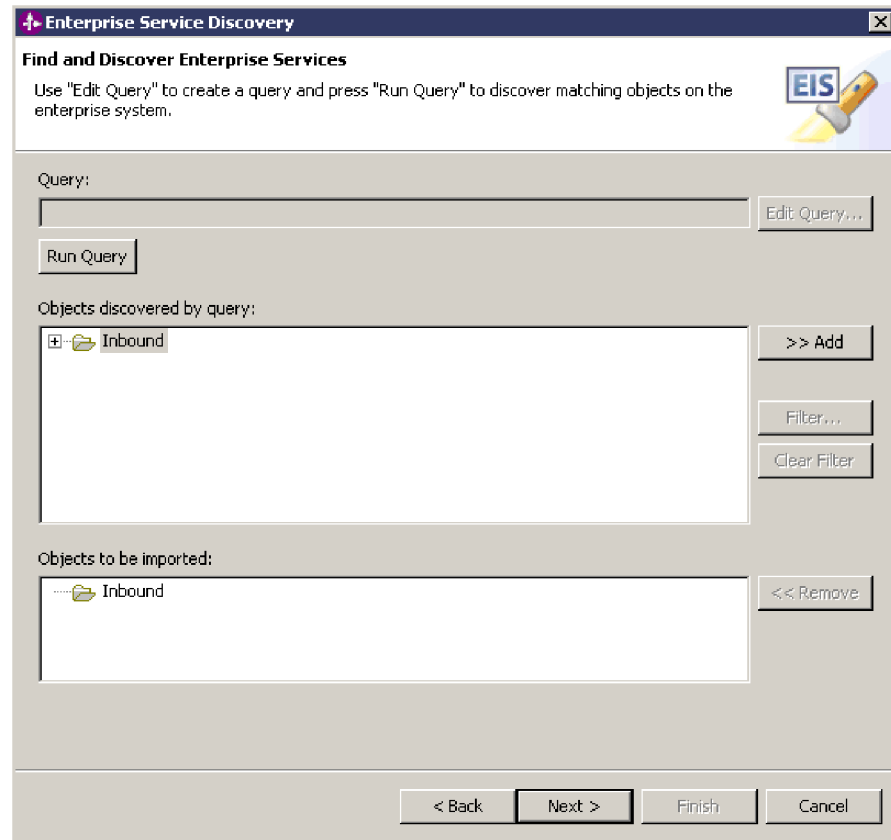 Enterprise Service Discovery
Find and Discover Enterprise Services
Use "Edit Query" to create a query and press "Run Query" to discover matching objects on the
enterprise system.
EIS
Query:
Edit Query...
Run Query
Objects discovered by query:
Inbound
>> Add
Filter...
Clear Filter
Objects to be imported:
Inbound
<< Remove
< Back
Next >
Finish
Cancel